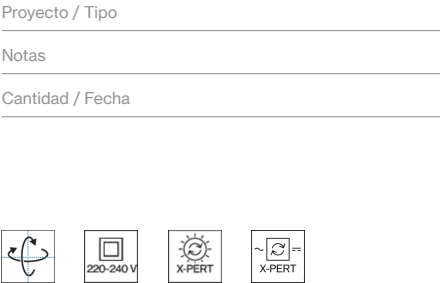 Proyecto / Tipo
Notas
Cantidad / Fecha
220-240 V
X-PERT
X-PERT